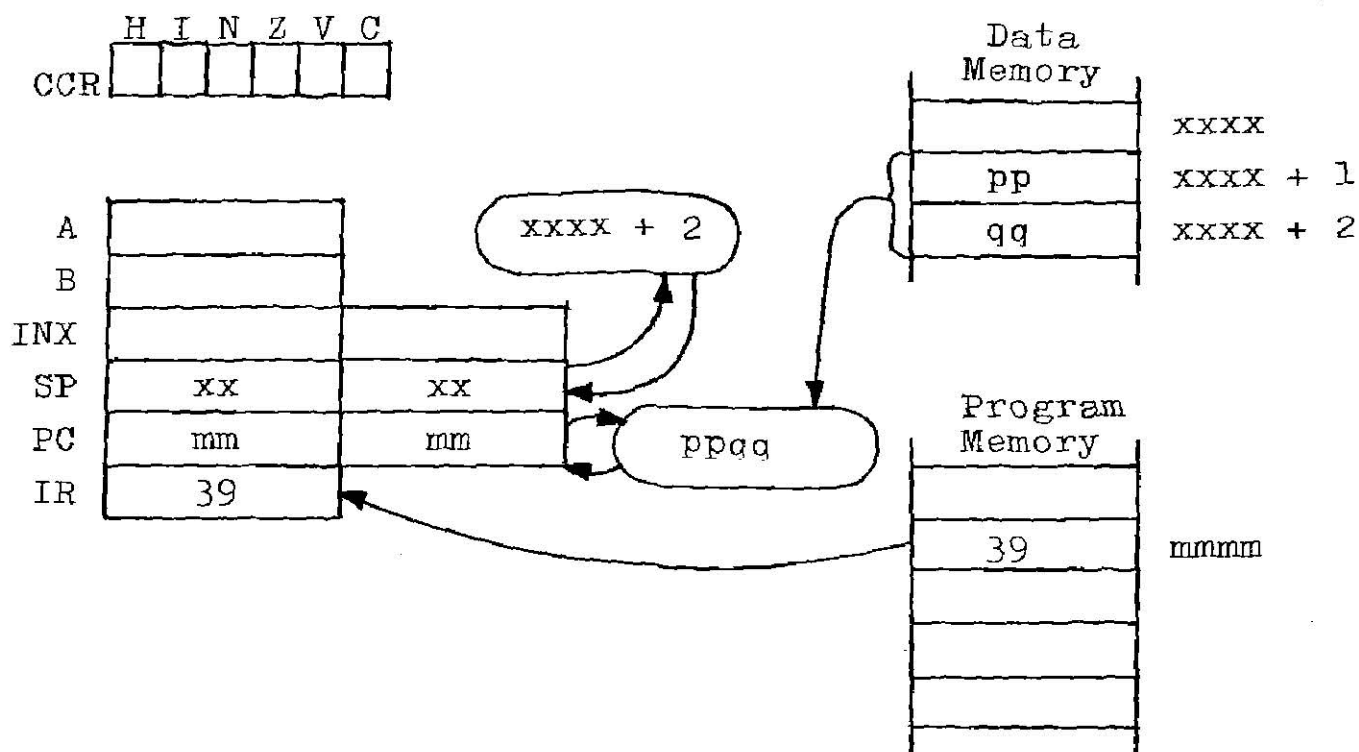 H I N Z V C
CCR
Data
Memory
xxxx
pp xxxx + 1
qq xxxx + 2
xxxx + 2
A
B
INX
SP xx xx
PC mm mm
ppqq
IR 39
Program
Memory
39 mmmm